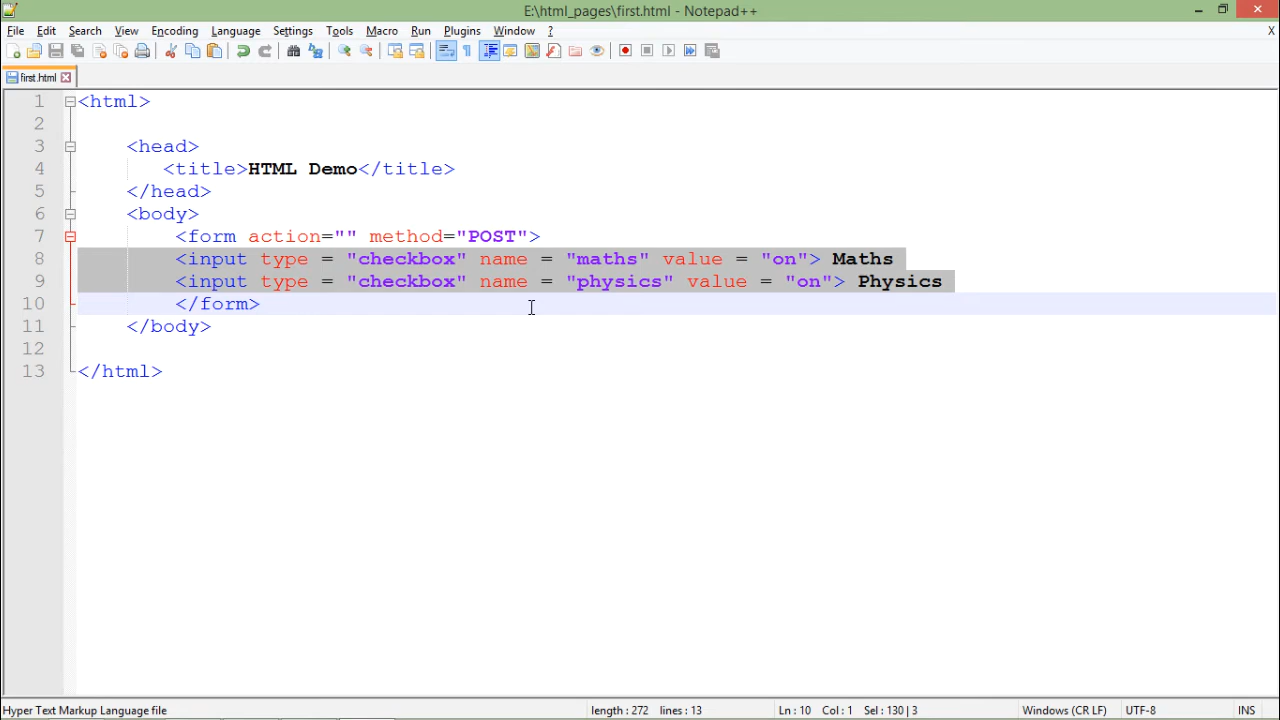 E:\html_pages\first.html - Notepad++
File Edit Search View Encoding Language Settings Tools Macro Run Plugins Window ? X
first.html
1 <html>
2
3 <head>
4 <title>HTML Demo</title>
5 </head>
6 <body>
7 <form action="" method="POST">
8 <input type = "checkbox" name = "maths" value = "on"> Maths
9 <input type = "checkbox" name = "physics" value = "on"> Physics
10 </form>
11 </body>
12
13 </html>
Hyper Text Markup Language file length : 272 lines : 13 Ln : 10 Col : 1 Sel : 130 | 3 Windows (CR LF) UTF-8 INS